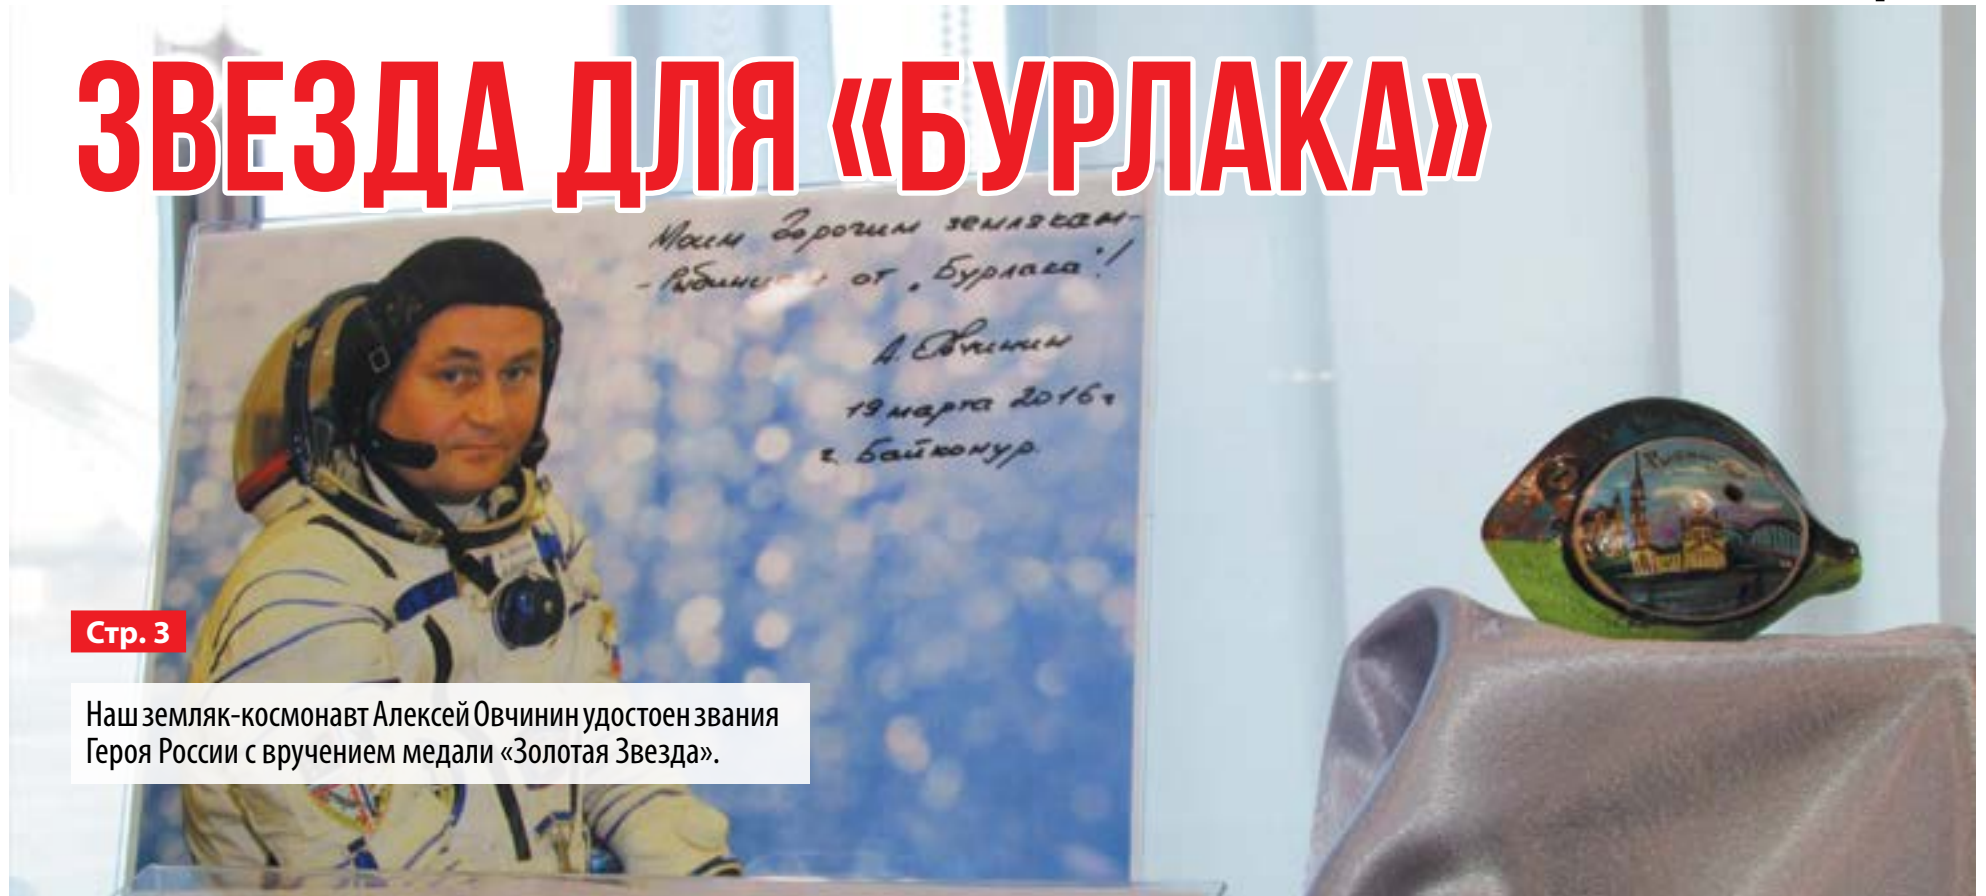 ЗВЕЗДА ДЛЯ «БУРЛАКА»
Моим дорогим землякам-
от „Бурлака"!
А. Овчинин
19 марта 2016 г
г. Байконур
Стр. 3
Наш земляк-космонавт Алексей Овчинин удостоен звания
Героя России с вручением медали «Золотая Звезда».